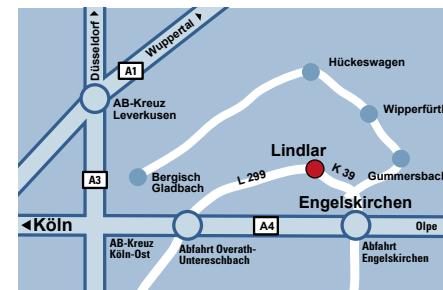 Düsseldorf
Wuppertal
A1
Hückeswagen
AB-Kreuz
Leverkusen
Wipperfürth
Lindlar
K 39
Gummersbach
Bergisch
Gladbach
L 299
A3
Engelskirchen
Köln
A4
Olpe
AB-Kreuz
Köln-Ost
Abfahrt Overath-
Untereschbach
Abfahrt
Engelskirchen